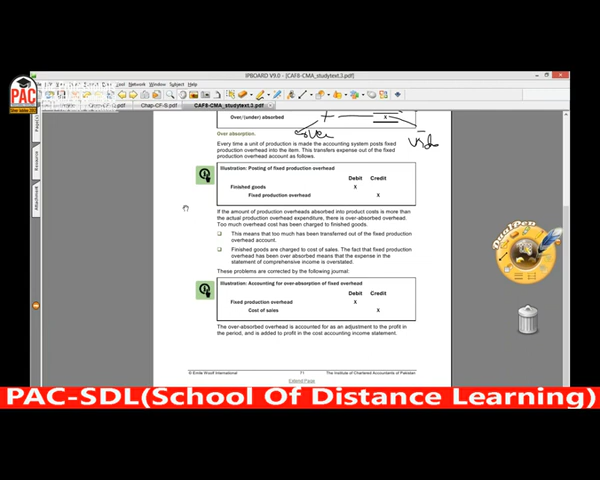 IPBOARD V9.0 - [CAF8-CMA_studytext.3.pdf]
PAC
Tool Network Window Subject Help
Chap-CF-S.pdf
CAF8-CMA_studytext.3.pdf
Over/(under) absorbed
x
over
Over absorption.
Every time a unit of production is made the accounting system posts fixed
production overhead into the item. This transfers expense out of the fixed
production overhead account as follows.
Illustration: Posting of fixed production overhead
Debit Credit
Finished goods X
Fixed production overhead X
If the amount of production overheads absorbed into product costs is more than
the actual production overhead expenditure, there is over-absorbed overhead.
Too much overhead cost has been charged to finished goods.
This means that too much has been transferred out of the fixed production
overhead account.
Finished goods are charged to cost of sales. The fact that fixed production
overhead has been over absorbed means that the expense in the
statement of comprehensive income is overstated.
These problems are corrected by the following journal:
Illustration: Accounting for over-absorption of fixed overhead
Debit Credit
Fixed production overhead X
Cost of sales X
The over-absorbed overhead is accounted for as an adjustment to the profit in
the period, and is added to profit in the cost accounting income statement.
© Emile Woolf International 71 The Institute of Chartered Accountants of Pakistan
Extend Page
DualPen
PAC-SDL(School Of Distance Learning)